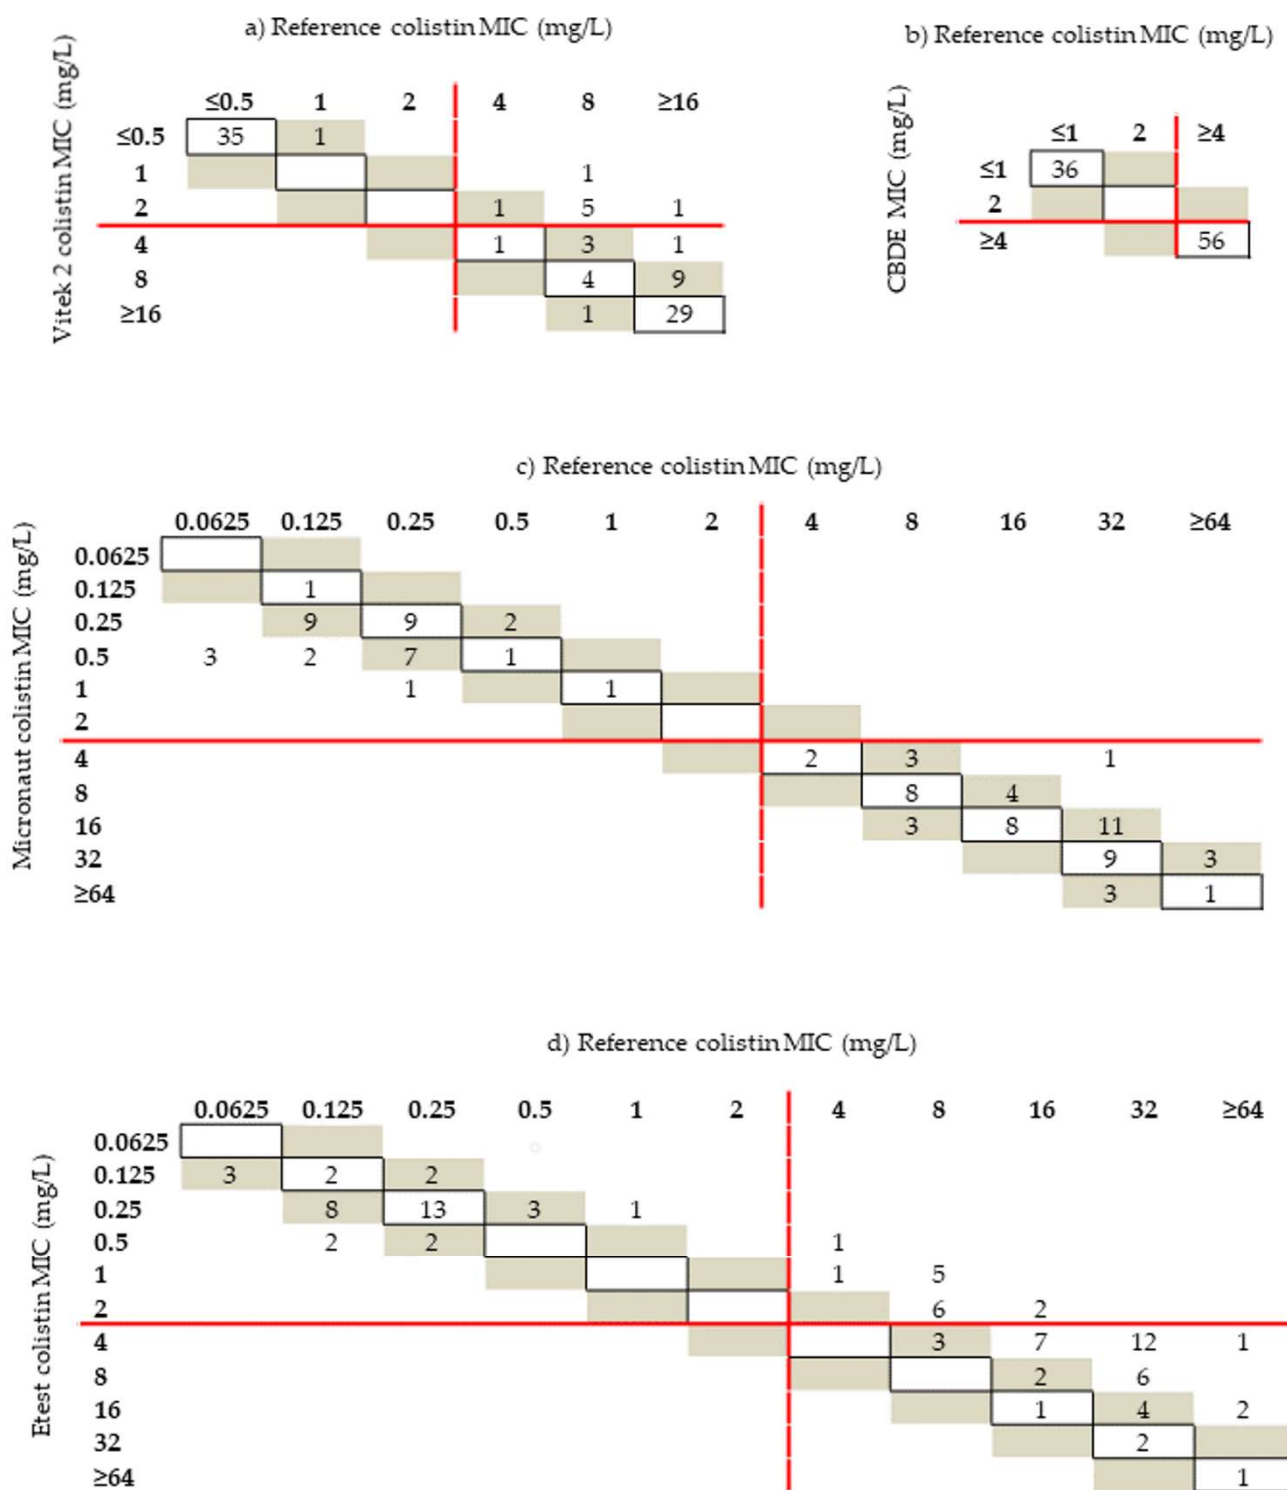 a) Reference colistin MIC (mg/L)
Vitek 2 colistin MIC (mg/L)
≤0.5 1 2 4 8 ≥16
≤0.5 35 1
1 1
2 1 5 1
4 1 3 1
8 4 9
≥16 1 29
b) Reference colistin MIC (mg/L)
CBDE MIC (mg/L)
≤1 2 ≥4
≤1 36
2
≥4 56
c) Reference colistin MIC (mg/L)
Micronaut colistin MIC (mg/L)
0.0625 0.125 0.25 0.5 1 2 4 8 16 32 ≥64
0.0625
0.125 1
0.25 9 9 2
0.5 3 2 7 1
1 1 1
2
4 2 3 1
8 8 4
16 3 8 11
32 9 3
≥64 3 1
d) Reference colistin MIC (mg/L)
Etest colistin MIC (mg/L)
0.0625 0.125 0.25 0.5 1 2 4 8 16 32 ≥64
0.0625
0.125 3 2 2
0.25 8 13 3 1
0.5 2 2 1
1 1 5
2 6 2
4 3 7 12 1
8 2 6
16 1 4 2
32 2
≥64 1